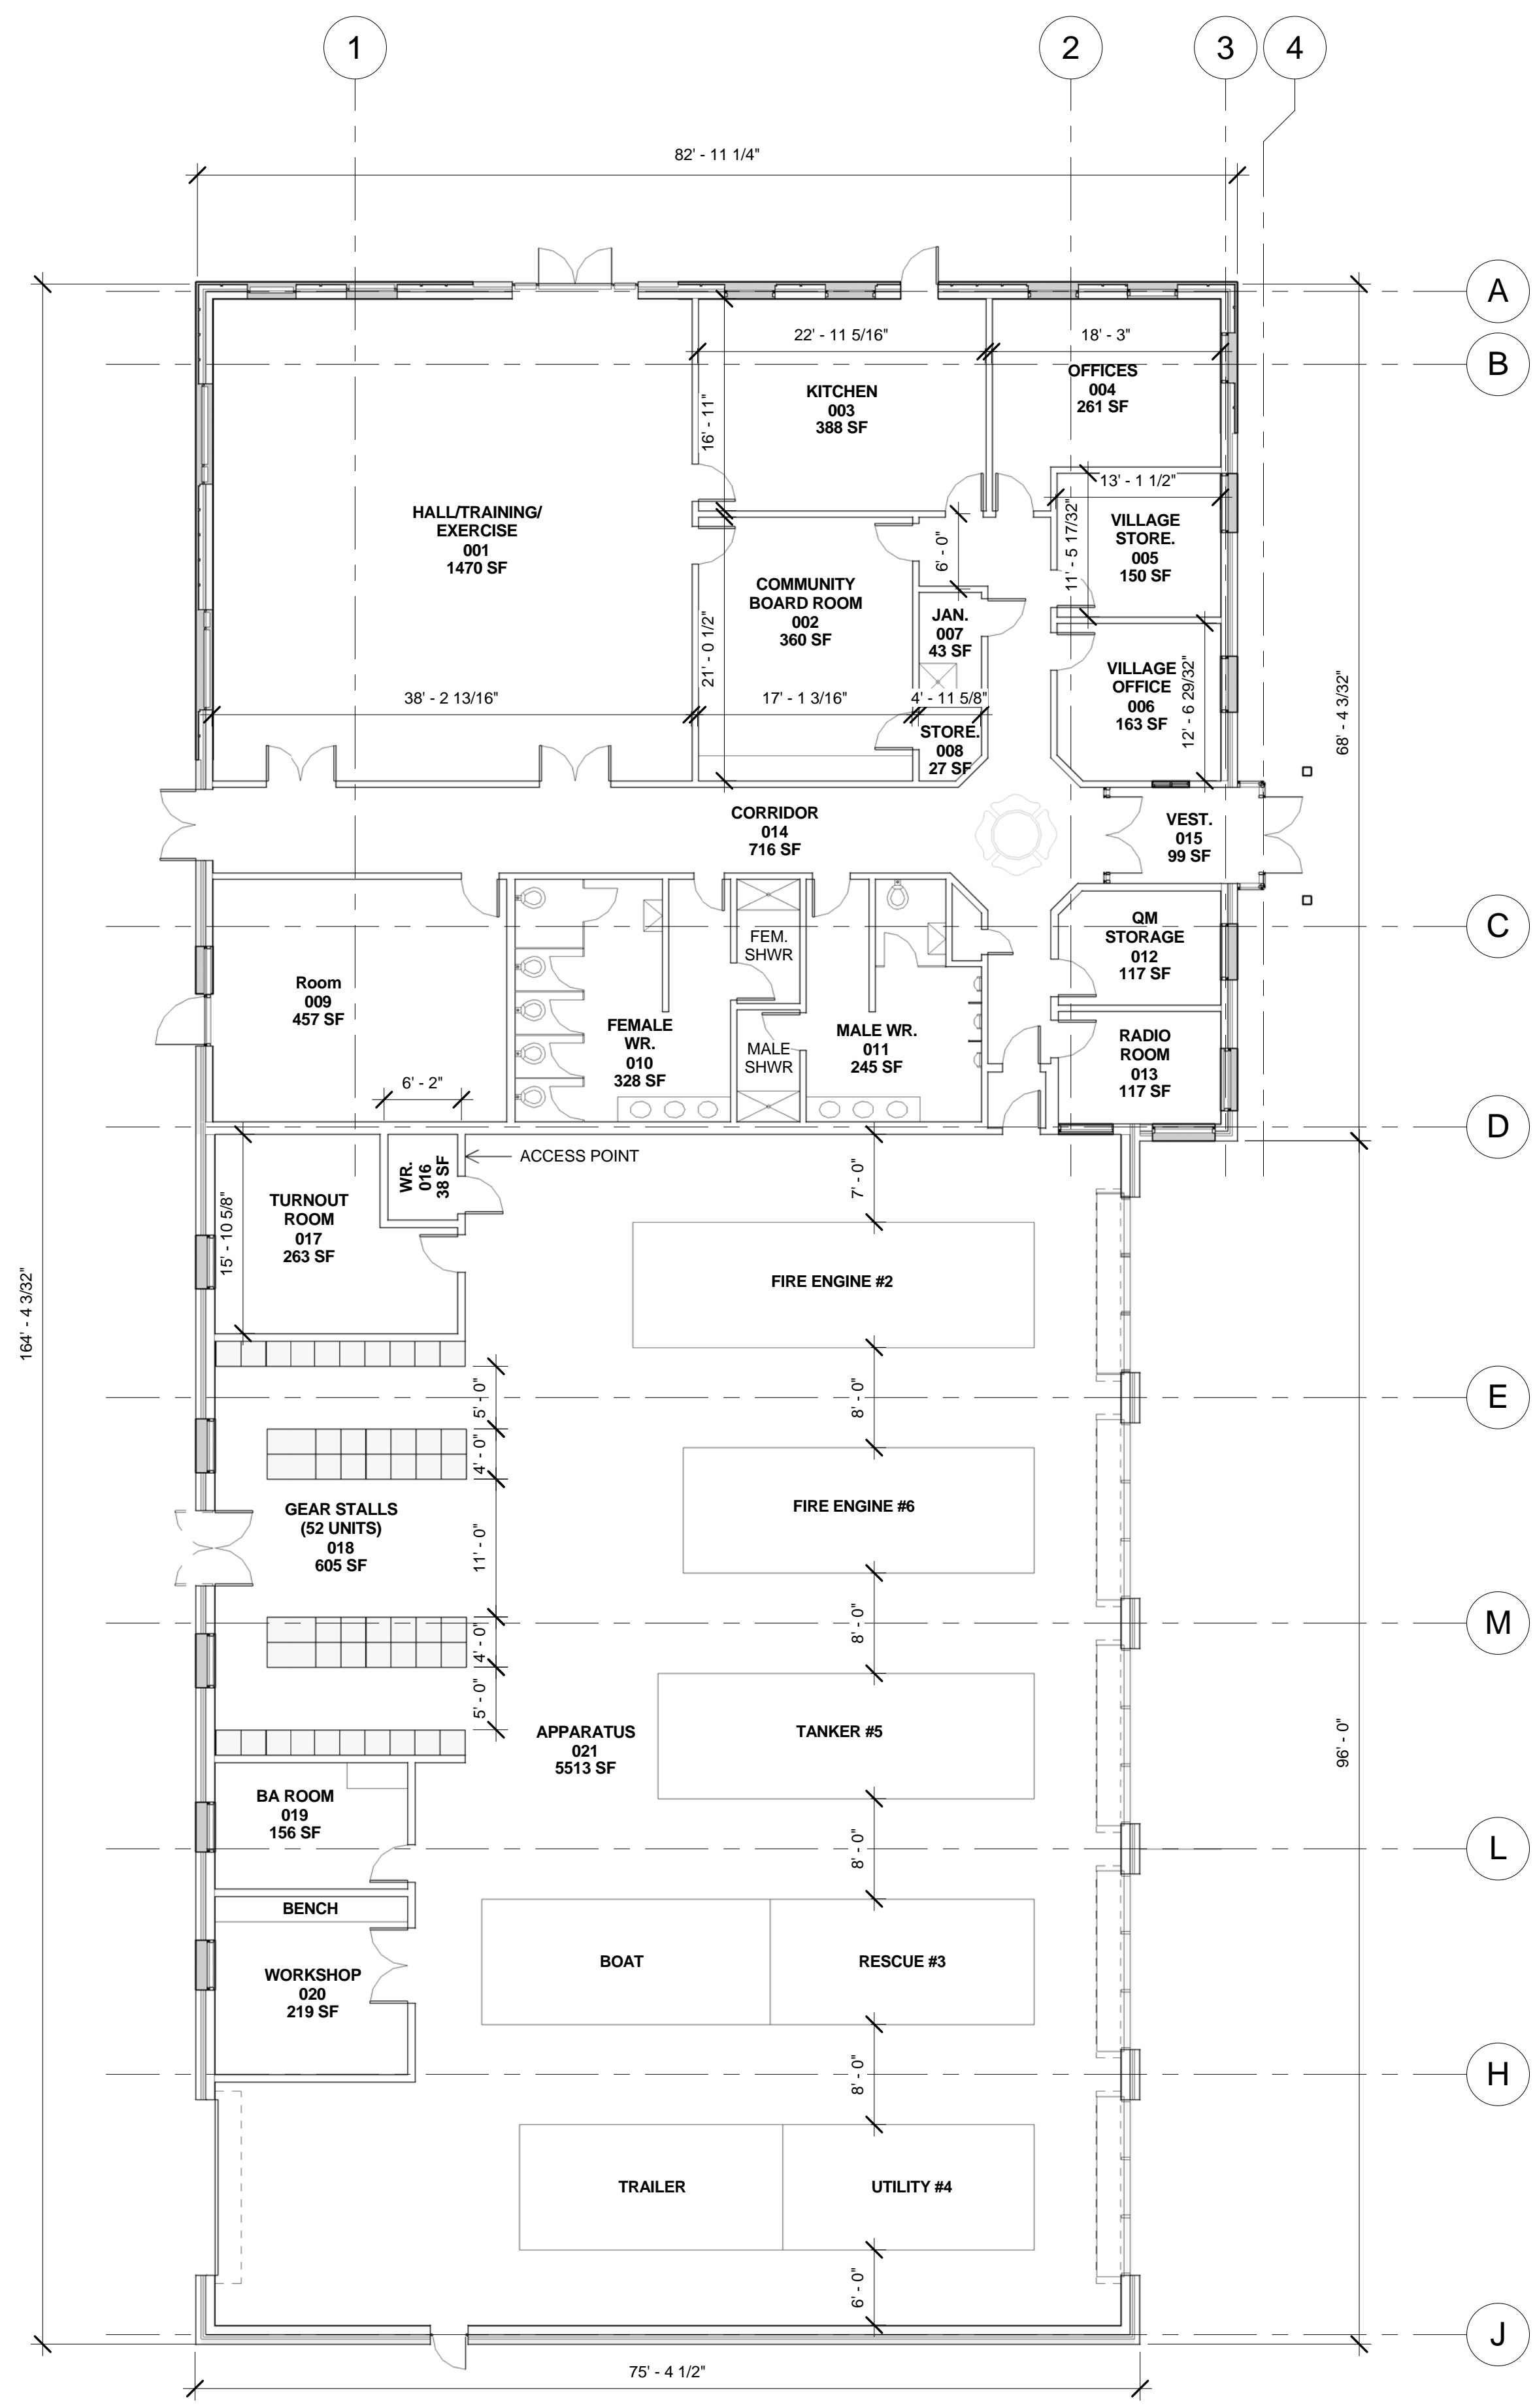 1
2
3
4
82' - 11 1/4"
A
22' - 11 5/16"
18' - 3"
B
OFFICES
004
261 SF
KITCHEN
003
388 SF
16' - 11"
13' - 1 1/2"
HALL/TRAINING/
EXERCISE
001
1470 SF
VILLAGE
STORE.
005
150 SF
11' - 5 17/32"
6' - 0"
COMMUNITY
BOARD ROOM
002
360 SF
JAN.
007
43 SF
21' - 0 1/2"
VILLAGE
OFFICE
006
163 SF
12' - 6 29/32"
38' - 2 13/16"
17' - 1 3/16"
4' - 11 5/8"
68' - 4 3/32"
STORE.
008
27 SF
CORRIDOR
014
716 SF
VEST.
015
99 SF
C
QM
STORAGE
012
117 SF
FEM.
SHWR
Room
009
457 SF
FEMALE
WR.
010
328 SF
MALE
SHWR
MALE WR.
011
245 SF
RADIO
ROOM
013
117 SF
6' - 2"
D
ACCESS POINT
WR.
016
38 SF
7' - 0"
TURNOUT
ROOM
017
263 SF
15' - 10 5/8"
FIRE ENGINE #2
164' - 4 3/32"
5' - 0"
8' - 0"
E
4' - 0"
GEAR STALLS
(52 UNITS)
018
605 SF
FIRE ENGINE #6
11' - 0"
8' - 0"
M
4' - 0"
5' - 0"
APPARATUS
021
5513 SF
TANKER #5
96' - 0"
BA ROOM
019
156 SF
8' - 0"
L
BENCH
BOAT
RESCUE #3
WORKSHOP
020
219 SF
8' - 0"
H
TRAILER
UTILITY #4
6' - 0"
J
75' - 4 1/2"